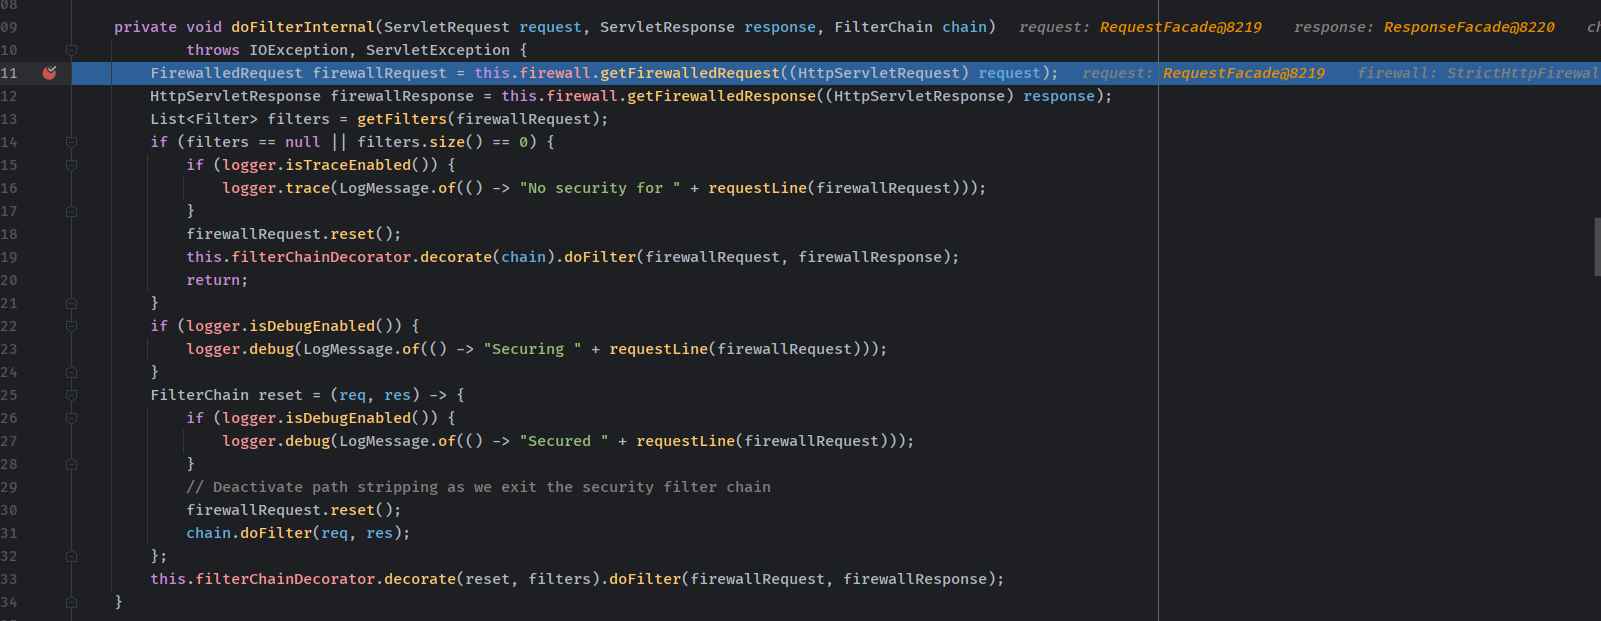 08
09 private void doFilterInternal(ServletRequest request, ServletResponse response, FilterChain chain) request: RequestFacade@8219 response: ResponseFacade@8220
10 throws IOException, ServletException {
11 FirewalledRequest firewallRequest = this.firewall.getFirewalledRequest((HttpServletRequest) request); request: RequestFacade@8219 firewall: StrictHttpFirewal
12 HttpServletResponse firewallResponse = this.firewall.getFirewalledResponse((HttpServletResponse) response);
13 List<Filter> filters = getFilters(firewallRequest);
14 if (filters == null || filters.size() == 0) {
15 if (logger.isTraceEnabled()) {
16 logger.trace(LogMessage.of(() -> "No security for " + requestLine(firewallRequest)));
17 }
18 firewallRequest.reset();
19 this.filterChainDecorator.decorate(chain).doFilter(firewallRequest, firewallResponse);
20 return;
21 }
22 if (logger.isDebugEnabled()) {
23 logger.debug(LogMessage.of(() -> "Securing " + requestLine(firewallRequest)));
24 }
25 FilterChain reset = (req, res) -> {
26 if (logger.isDebugEnabled()) {
27 logger.debug(LogMessage.of(() -> "Secured " + requestLine(firewallRequest)));
28 }
29 // Deactivate path stripping as we exit the security filter chain
30 firewallRequest.reset();
31 chain.doFilter(req, res);
32 };
33 this.filterChainDecorator.decorate(reset, filters).doFilter(firewallRequest, firewallResponse);
34 }